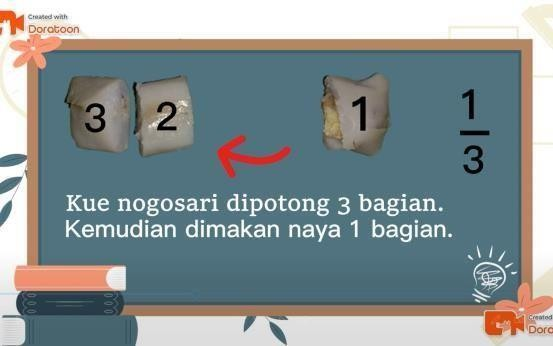 Created with
Doratoon
3 2 1 1
3
Kue nogosari dipotong 3 bagian.
Kemudian dimakan naya 1 bagian.
Created